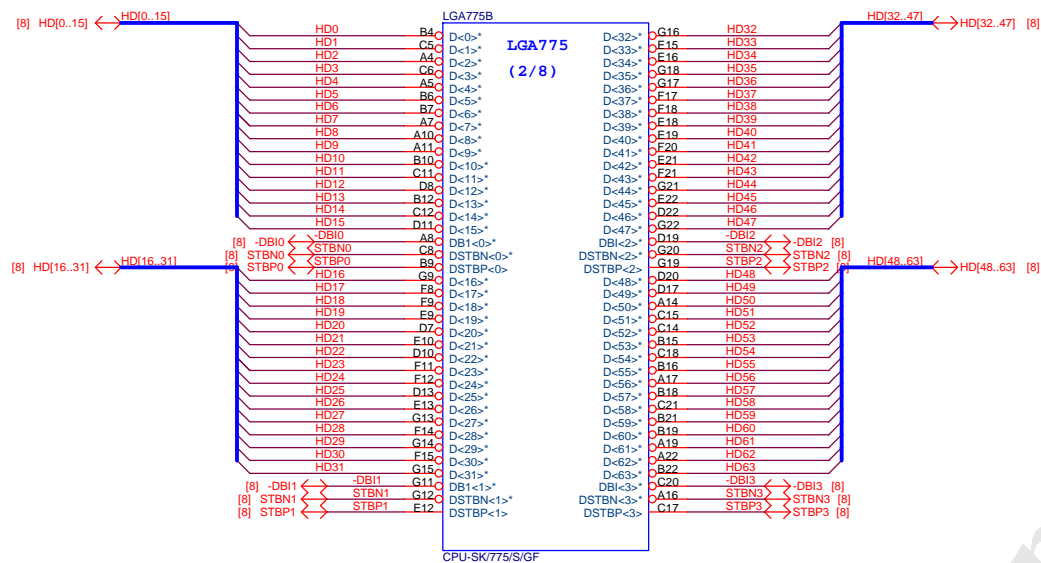 LGA775B
LGA775
(2/8)
[8] HD[0..15] HD[0..15]
HD[32..47] HD[32..47] [8]
HD0 B4 D<0>* D<32>* G16 HD32
HD1 C5 D<1>* D<33>* E15 HD33
HD2 A4 D<2>* D<34>* E16 HD34
HD3 C6 D<3>* D<35>* G18 HD35
HD4 A5 D<4>* D<36>* G17 HD36
HD5 B6 D<5>* D<37>* F17 HD37
HD6 B7 D<6>* D<38>* F18 HD38
HD7 A7 D<7>* D<39>* E18 HD39
HD8 A10 D<8>* D<40>* E19 HD40
HD9 A11 D<9>* D<41>* F20 HD41
HD10 B10 D<10>* D<42>* E21 HD42
HD11 C11 D<11>* D<43>* F21 HD43
HD12 D8 D<12>* D<44>* G21 HD44
HD13 B12 D<13>* D<45>* E22 HD45
HD14 C12 D<14>* D<46>* D22 HD46
HD15 D11 D<15>* D<47>* G22 HD47
[8] -DBI0 -DBI0 A8 DB1<0>* DBI<2>* D19 -DBI2 -DBI2 [8]
[8] STBN0 STBN0 C8 DSTBN<0>* DSTBN<2>* G20 STBN2 STBN2 [8]
[8] STBP0 STBP0 B9 DSTBP<0> DSTBP<2> G19 STBP2 STBP2 [8]
[8] HD[16..31] HD[16..31]
HD[48..63] HD[48..63] [8]
HD16 G9 D<16>* D<48>* D20 HD48
HD17 F8 D<17>* D<49>* D17 HD49
HD18 F9 D<18>* D<50>* A14 HD50
HD19 E9 D<19>* D<51>* C15 HD51
HD20 D7 D<20>* D<52>* C14 HD52
HD21 E10 D<21>* D<53>* B15 HD53
HD22 D10 D<22>* D<54>* C18 HD54
HD23 F11 D<23>* D<55>* B16 HD55
HD24 F12 D<24>* D<56>* A17 HD56
HD25 D13 D<25>* D<57>* B18 HD57
HD26 E13 D<26>* D<58>* C21 HD58
HD27 G13 D<27>* D<59>* B21 HD59
HD28 F14 D<28>* D<60>* B19 HD60
HD29 G14 D<29>* D<61>* A19 HD61
HD30 F15 D<30>* D<62>* A22 HD62
HD31 G15 D<31>* D<63>* B22 HD63
[8] -DBI1 -DBI1 G11 DB1<1>* DBI<3>* C20 -DBI3 -DBI3 [8]
[8] STBN1 STBN1 G12 DSTBN<1>* DSTBN<3>* A16 STBN3 STBN3 [8]
[8] STBP1 STBP1 E12 DSTBP<1> DSTBP<3> C17 STBP3 STBP3 [8]
CPU-SK/775/S/GF